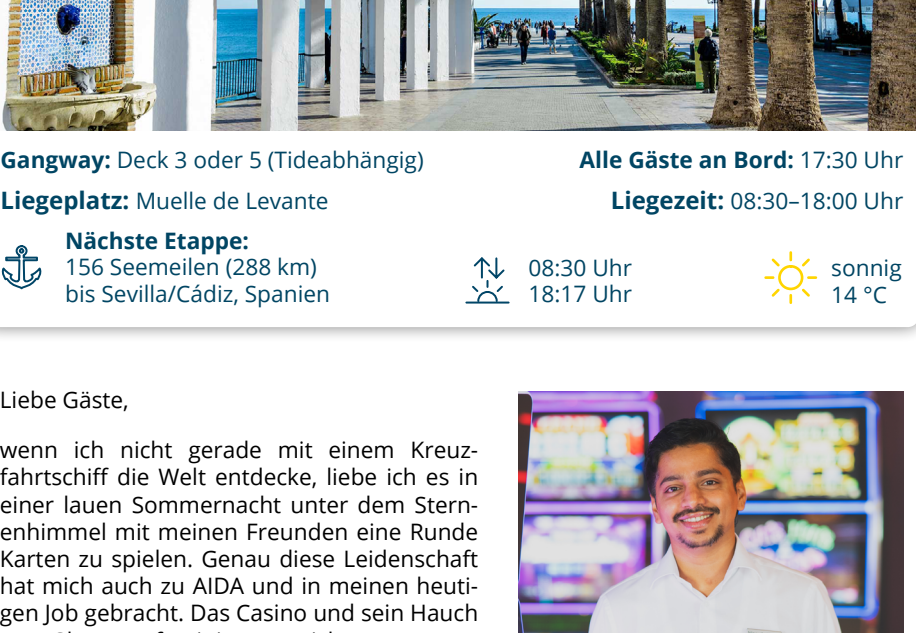 Gangway: Deck 3 oder 5 (Tideabhängig)
Alle Gäste an Bord: 17:30 Uhr
Liegeplatz: Muelle de Levante
Liegezeit: 08:30–18:00 Uhr
Nächste Etappe:
156 Seemeilen (288 km)
bis Sevilla/Cádiz, Spanien
08:30 Uhr
18:17 Uhr
sonnig
14 °C
Liebe Gäste,
wenn ich nicht gerade mit einem Kreuz-
fahrtschiff die Welt entdecke, liebe ich es in
einer lauen Sommernacht unter dem Stern-
enhimmel mit meinen Freunden eine Runde
Karten zu spielen. Genau diese Leidenschaft
hat mich auch zu AIDA und in meinen heuti-
gen Job gebracht. Das Casino und sein Hauch